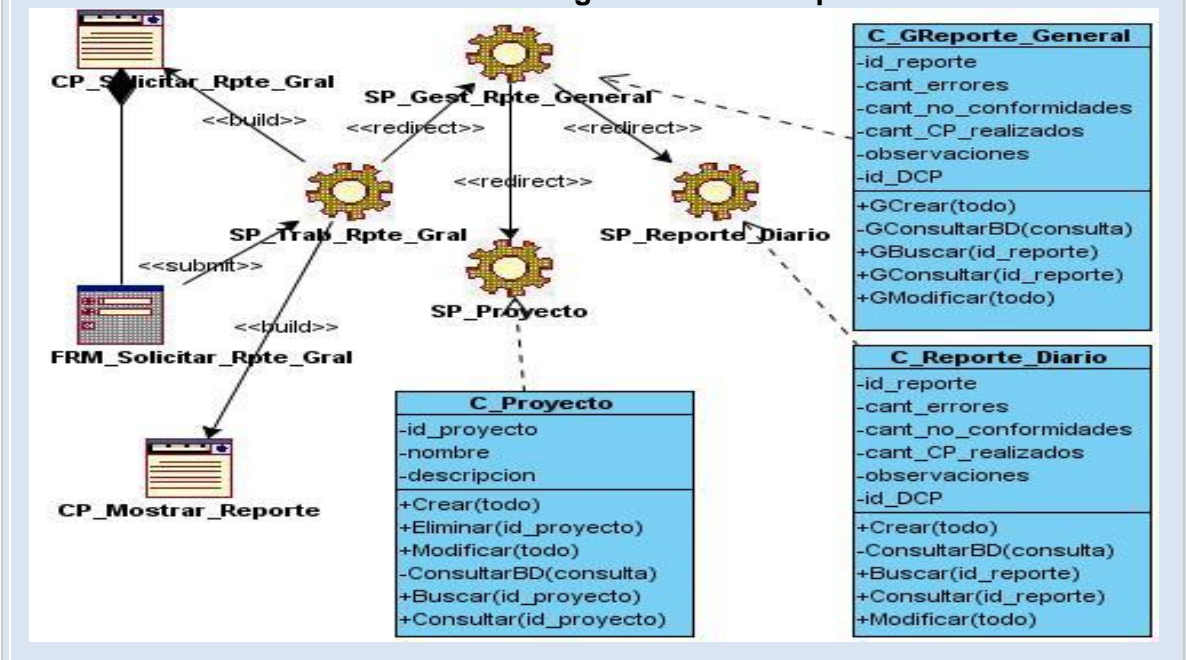 CP_Solicitar_Rpte_Gral
SP_Gest_Rpte_General
<<build>>
<<redirect>>
<<redirect>>
<<redirect>>
SP_Trab_Rpte_Gral
SP_Reporte_Diario
<<submit>>
SP_Proyecto
<<build>>
FRM_Solicitar_Rpte_Gral
CP_Mostrar_Reporte
C_GReporte_General
-id_reporte
-cant_errores
-cant_no_conformidades
-cant_CP_realizados
-observaciones
-id_DCP
+GCrear(todo)
-GConsultarBD(consulta)
+GBuscar(id_reporte)
+GConsultar(id_reporte)
+GModificar(todo)
C_Proyecto
-id_proyecto
-nombre
-descripcion
+Crear(todo)
+Eliminar(id_proyecto)
+Modificar(todo)
-ConsultarBD(consulta)
+Buscar(id_proyecto)
+Consultar(id_proyecto)
C_Reporte_Diario
-id_reporte
-cant_errores
-cant_no_conformidades
-cant_CP_realizados
-observaciones
-id_DCP
+Crear(todo)
-ConsultarBD(consulta)
+Buscar(id_reporte)
+Consultar(id_reporte)
+Modificar(todo)